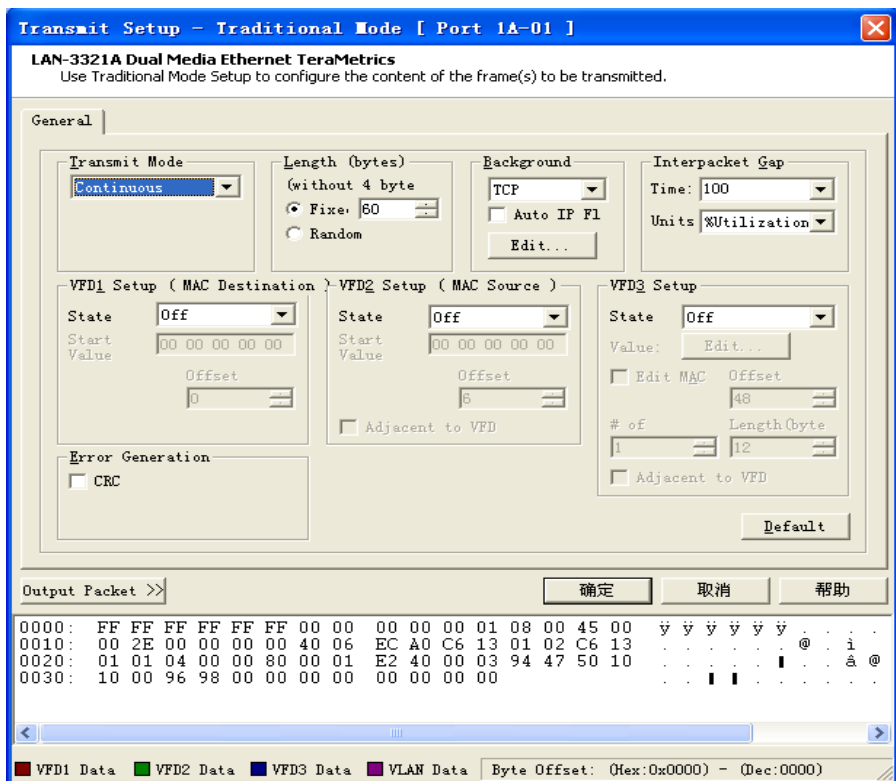 Transmit Setup - Traditional Mode [ Port 1A-01 ]
LAN-3321A Dual Media Ethernet TeraMetrics
Use Traditional Mode Setup to configure the content of the frame(s) to be transmitted.
General
Transmit Mode
Continuous
Length (bytes)
(without 4 byte
Fixe
60
Random
Background
TCP
Auto IP Fl
Edit...
Interpacket Gap
Time: 100
Units %Utilization
VFD1 Setup ( MAC Destination )
State Off
Start Value
00 00 00 00 00
Offset
0
VFD2 Setup ( MAC Source )
State Off
Start Value
00 00 00 00 00
Offset
6
Adjacent to VFD
VFD3 Setup
State Off
Value: Edit...
Edit MAC Offset
48
# of Length(byte
1 12
Adjacent to VFD
Error Generation
CRC
Default
Output Packet >>
确定 取消 帮助
0000: FF FF FF FF FF FF 00 00 00 00 00 01 08 00 45 00 ÿ ÿ ÿ ÿ ÿ ÿ . . . .
0010: 00 2E 00 00 00 00 40 06 EC A0 C6 13 01 02 C6 13 . . . . . . @ . ì
0020: 01 01 04 00 00 80 00 01 E2 40 00 03 94 47 50 10 . . . . . . . â @
0030: 10 00 96 98 00 00 00 00 00 00 00 00 . . . . . . .
VFD1 Data VFD2 Data VFD3 Data VLAN Data Byte Offset: (Hex:0x0000) - (Dec:0000)